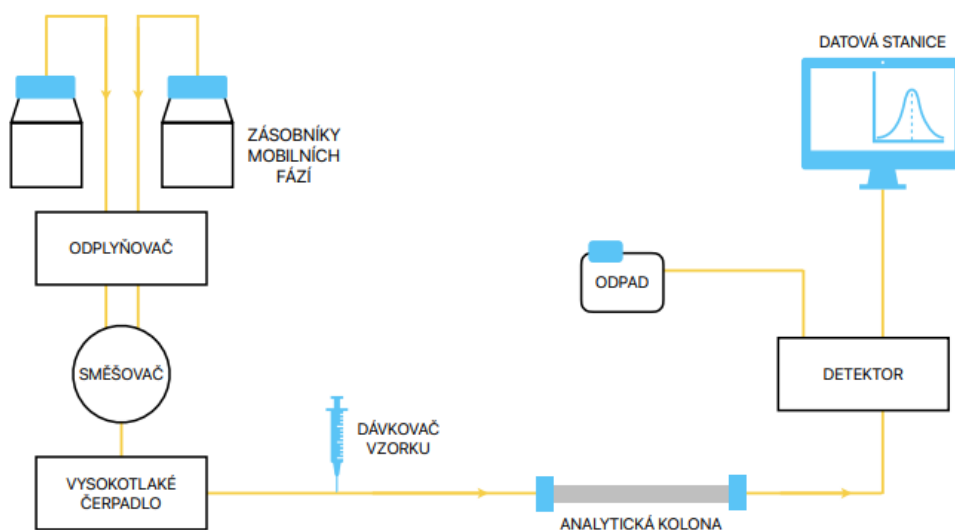 DATOVÁ STANICE
ZÁSOBNÍKY
MOBILNÍCH
FÁZÍ
ODPLYŇOVAČ
ODPAD
SMĚŠOVAČ
DETEKTOR
DÁVKOVAČ
VZORKU
VYSOKOTLAKÉ
ČERPADLO
ANALYTICKÁ KOLONA